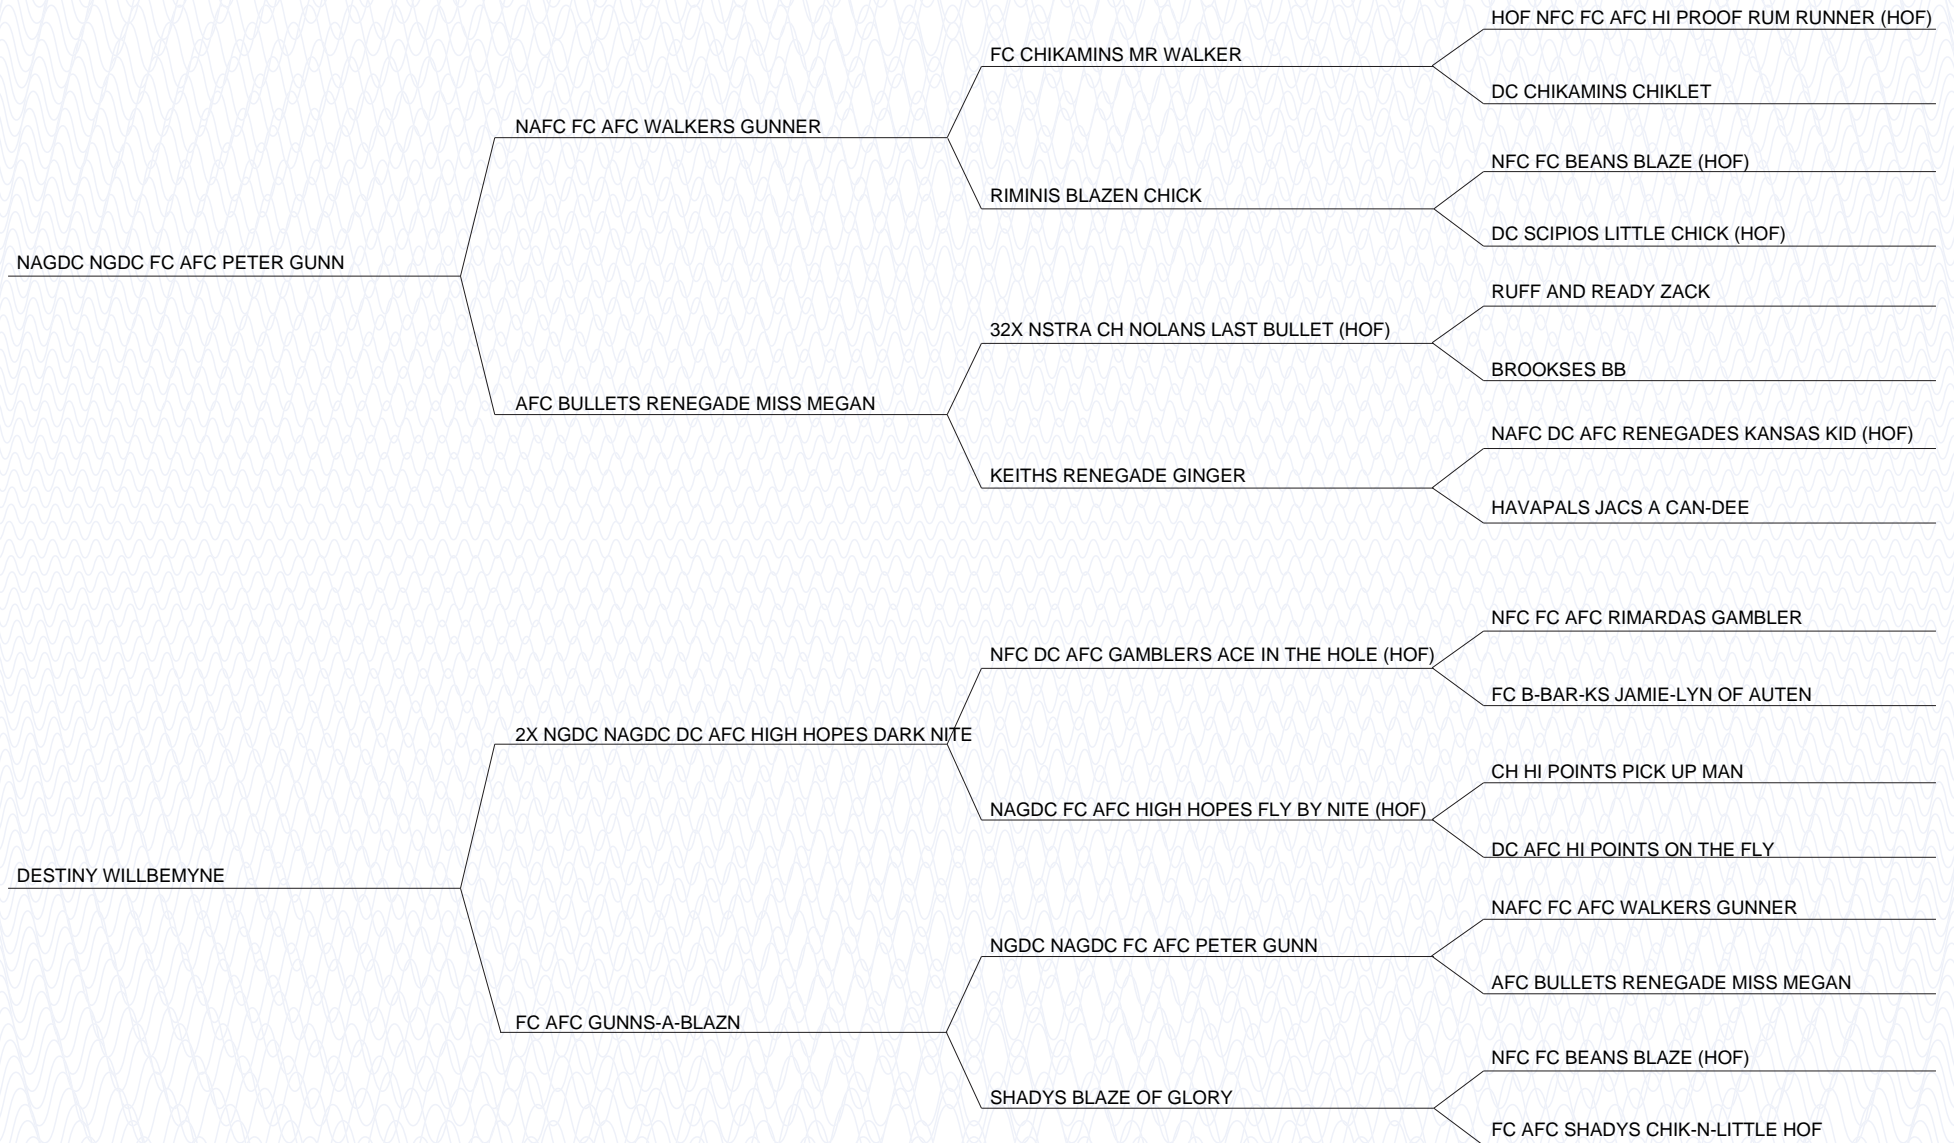 HOF NFC FC AFC HI PROOF RUM RUNNER (HOF)
FC CHIKAMINS MR WALKER
DC CHIKAMINS CHIKLET
NAFC FC AFC WALKERS GUNNER
NFC FC BEANS BLAZE (HOF)
RIMINIS BLAZEN CHICK
DC SCIPIOS LITTLE CHICK (HOF)
NAGDC NGDC FC AFC PETER GUNN
RUFF AND READY ZACK
32X NSTRA CH NOLANS LAST BULLET (HOF)
BROOKSES BB
AFC BULLETS RENEGADE MISS MEGAN
NAFC DC AFC RENEGADES KANSAS KID (HOF)
KEITHS RENEGADE GINGER
HAVAPALS JACS A CAN-DEE
NFC FC AFC RIMARDAS GAMBLER
NFC DC AFC GAMBLERS ACE IN THE HOLE (HOF)
FC B-BAR-KS JAMIE-LYN OF AUTEN
2X NGDC NAGDC DC AFC HIGH HOPES DARK NITE
CH HI POINTS PICK UP MAN
NAGDC FC AFC HIGH HOPES FLY BY NITE (HOF)
DC AFC HI POINTS ON THE FLY
DESTINY WILLBEMYNE
NAFC FC AFC WALKERS GUNNER
NGDC NAGDC FC AFC PETER GUNN
AFC BULLETS RENEGADE MISS MEGAN
FC AFC GUNNS-A-BLAZN
NFC FC BEANS BLAZE (HOF)
SHADYS BLAZE OF GLORY
FC AFC SHADYS CHIK-N-LITTLE HOF